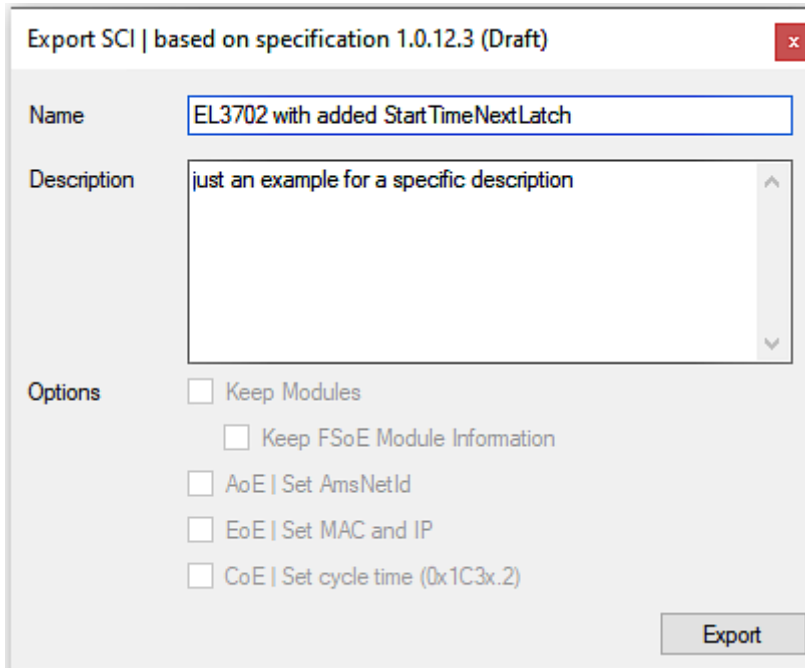 Export SCI | based on specification 1.0.12.3 (Draft)
x
Name
EL3702 with added StartTimeNextLatch
Description
just an example for a specific description
Options
Keep Modules
Keep FSoE Module Information
AoE | Set AmsNetId
EoE | Set MAC and IP
CoE | Set cycle time (0x1C3x.2)
Export